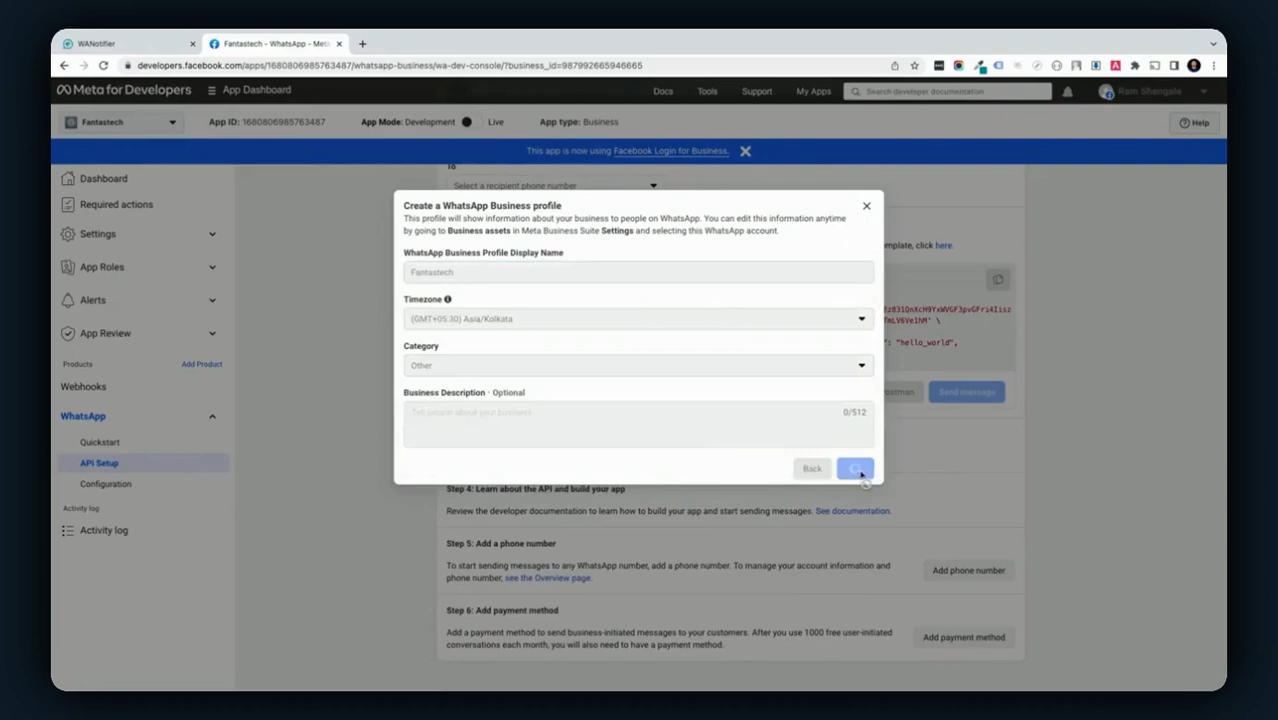 WANotifier
Fantastech - WhatsApp - Meta
developers.facebook.com/apps/1680806985763487/whatsapp-business/wa-dev-console/?business_id=987992665946665
Meta for Developers
App Dashboard
Docs
Tools
Support
My Apps
Search developer documentation
Ram Shengale
Fantastech
App ID: 1680806985763487
App Mode: Development
Live
App type: Business
Help
This app is now using Facebook Login for Business.
Dashboard
Required actions
Settings
App Roles
Alerts
App Review
Products
Add Product
Webhooks
WhatsApp
Quickstart
API Setup
Configuration
Activity log
Activity log
To
Select a recipient phone number
Create a WhatsApp Business profile
This profile will show information about your business to people on WhatsApp. You can edit this information anytime
by going to Business assets in Meta Business Suite Settings and selecting this WhatsApp account.
WhatsApp Business Profile Display Name
Fantastech
Timezone
(GMT+05:30) Asia/Kolkata
Category
Other
Business Description · Optional
Tell people about your business
0/512
Back
template, click here.
": "hello_world",
Send message
Step 4: Learn about the API and build your app
Review the developer documentation to learn how to build your app and start sending messages. See documentation.
Step 5: Add a phone number
To start sending messages to any WhatsApp number, add a phone number. To manage your account information and
phone number, see the Overview page.
Add phone number
Step 6: Add payment method
Add a payment method to send business-initiated messages to your customers. After you use 1000 free user-initiated
conversations each month, you will also need to have a payment method.
Add payment method